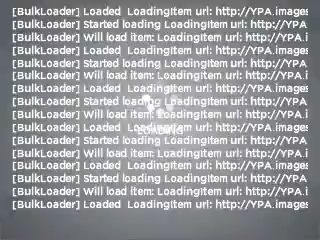 [BulkLoader] Loaded LoadingItem url: http://YPA.images
[BulkLoader] Started loading LoadingItem url: http://YPA
[BulkLoader] Will load item: LoadingItem url: http://YPA.i
[BulkLoader] Loaded LoadingItem url: http://YPA.images
[BulkLoader] Started loading LoadingItem url: http://YPA
[BulkLoader] Will load item: LoadingItem url: http://YPA.i
[BulkLoader] Loaded LoadingItem url: http://YPA.images
[BulkLoader] Started loading LoadingItem url: http://YPA
[BulkLoader] Will load item: LoadingItem url: http://YPA.i
[BulkLoader] Loaded LoadingItem url: http://YPA.images
LOADING
[BulkLoader] Started loading LoadingItem url: http://YPA
[BulkLoader] Will load item: LoadingItem url: http://YPA.i
[BulkLoader] Loaded LoadingItem url: http://YPA.images
[BulkLoader] Started loading LoadingItem url: http://YPA
[BulkLoader] Will load item: LoadingItem url: http://YPA.i
[BulkLoader] Loaded LoadingItem url: http://YPA.images